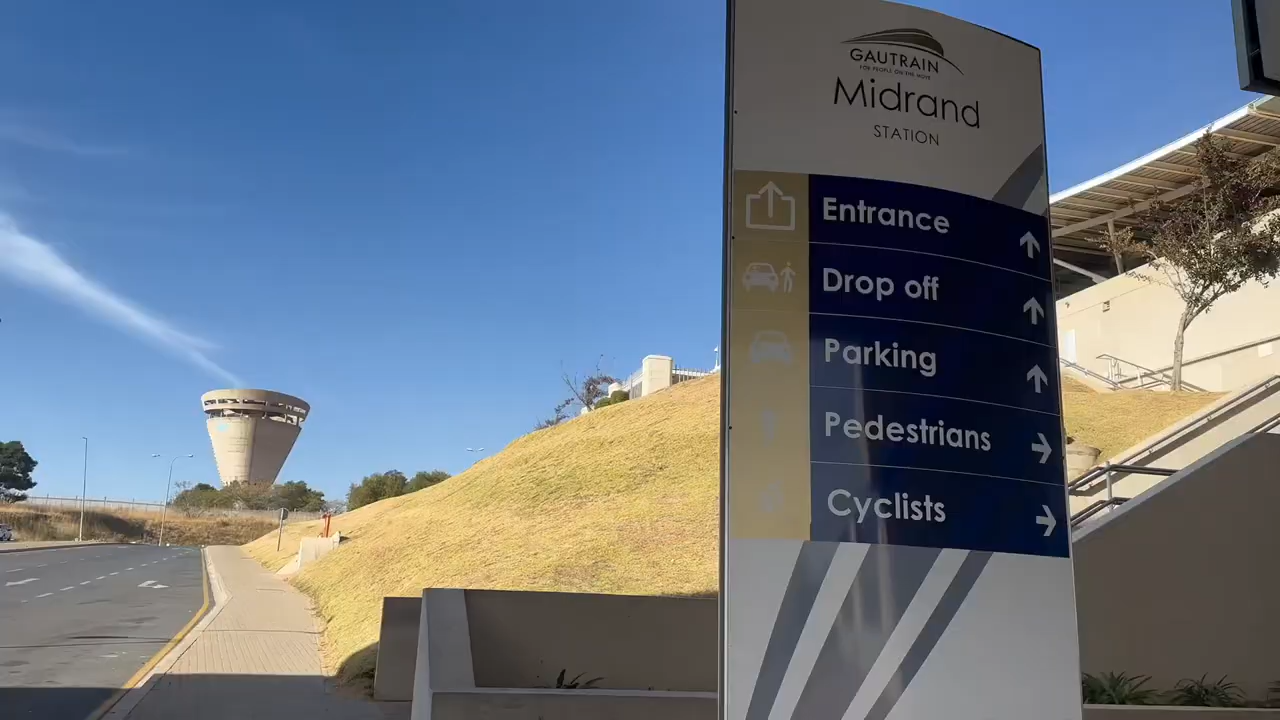 GAUTRAIN
FOR PEOPLE ON THE MOVE
Midrand
STATION
Entrance
Drop off
Parking
Pedestrians
Cyclists